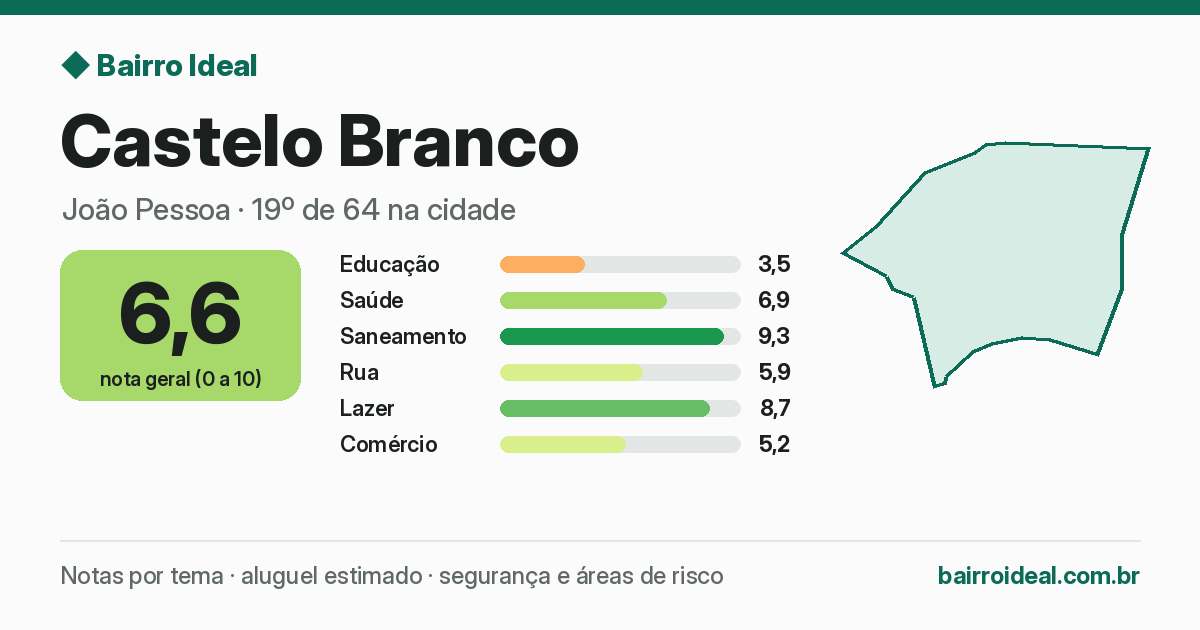 Bairro Ideal
Castelo Branco
João Pessoa · 19º de 64 na cidade
6,6
nota geral (0 a 10)
Educação 3,5
Saúde 6,9
Saneamento 9,3
Rua 5,9
Lazer 8,7
Comércio 5,2
Notas por tema · aluguel estimado · segurança e áreas de risco
bairroideal.com.br